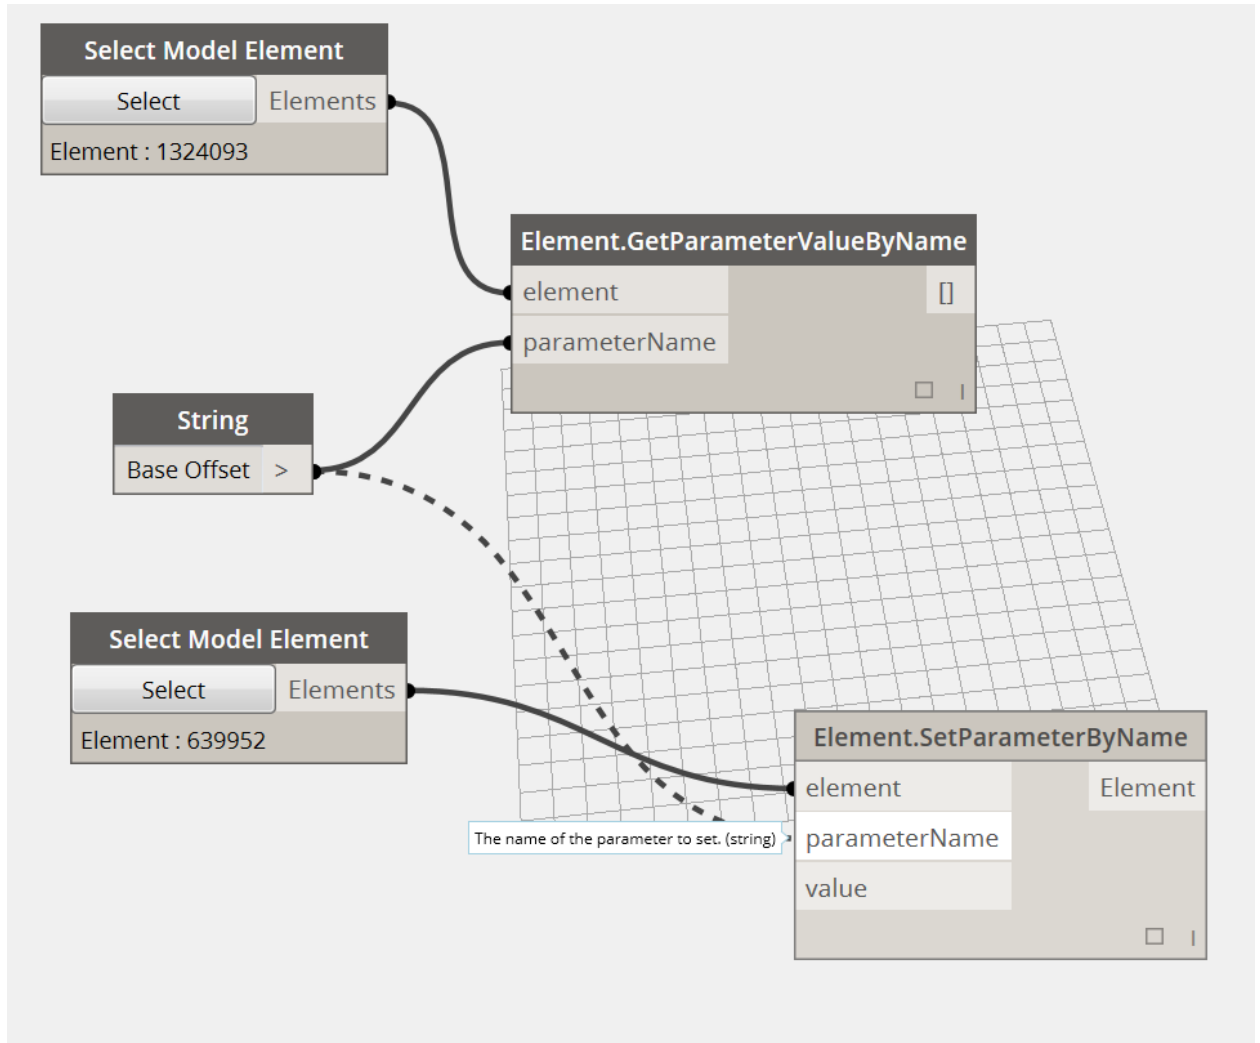 Select Model Element
Select Elements
Element : 1324093
Element.GetParameterValueByName
element []
parameterName
String
Base Offset >
Select Model Element
Select Elements
Element : 639952
Element.SetParameterByName
element Element
The name of the parameter to set. (string) parameterName
value